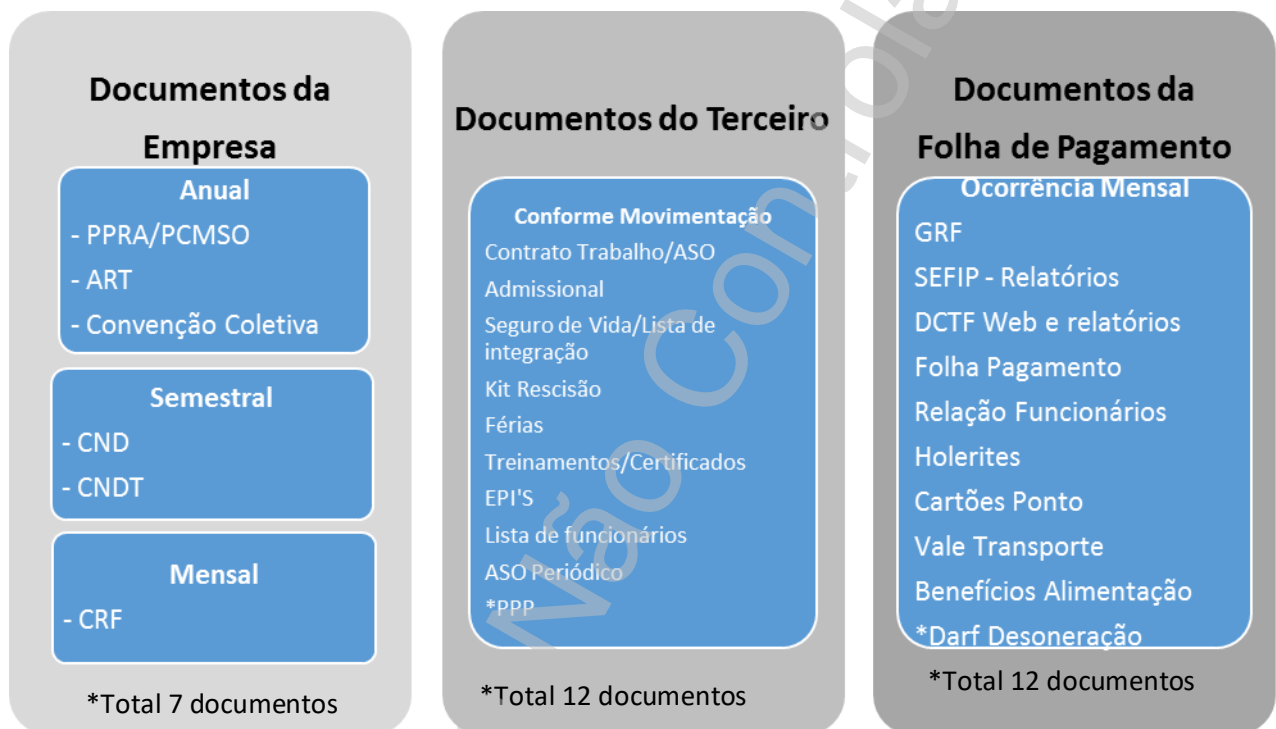 Documentos da
Empresa
Anual
- PPRA/PCMSO
- ART
- Convenção Coletiva
Semestral
- CND
- CNDT
Mensal
- CRF
*Total 7 documentos
Documentos do Terceiro
Conforme Movimentação
Contrato Trabalho/ASO
Admissional
Seguro de Vida/Lista de
integração
Kit Rescisão
Férias
Treinamentos/Certificados
EPI'S
Lista de funcionários
ASO Periódico
*PPP
*Total 12 documentos
Documentos da
Folha de Pagamento
Ocorrência Mensal
GRF
SEFIP - Relatórios
DCTF Web e relatórios
Folha Pagamento
Relação Funcionários
Holerites
Cartões Ponto
Vale Transporte
Benefícios Alimentação
*Darf Desoneração
*Total 12 documentos
Não